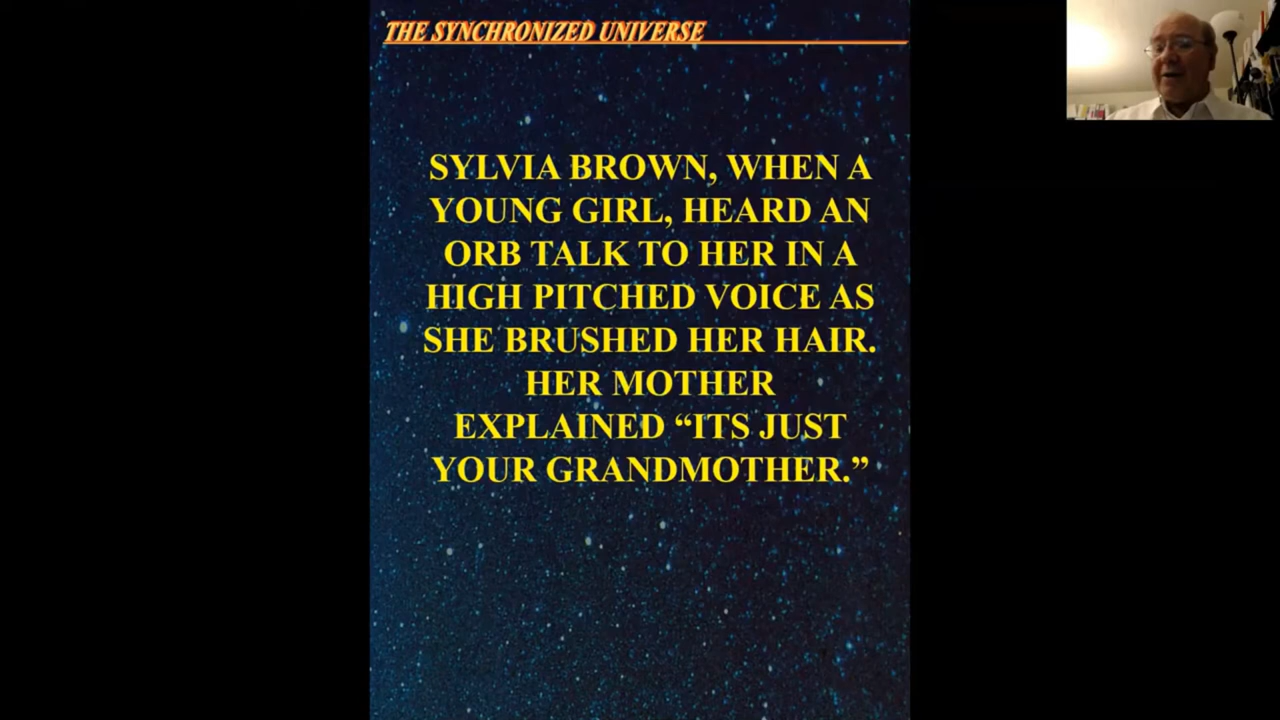 THE SYNCHRONIZED UNIVERSE
SYLVIA BROWN, WHEN A
YOUNG GIRL, HEARD AN
ORB TALK TO HER IN A
HIGH PITCHED VOICE AS
SHE BRUSHED HER HAIR.
HER MOTHER
EXPLAINED “ITS JUST
YOUR GRANDMOTHER.”